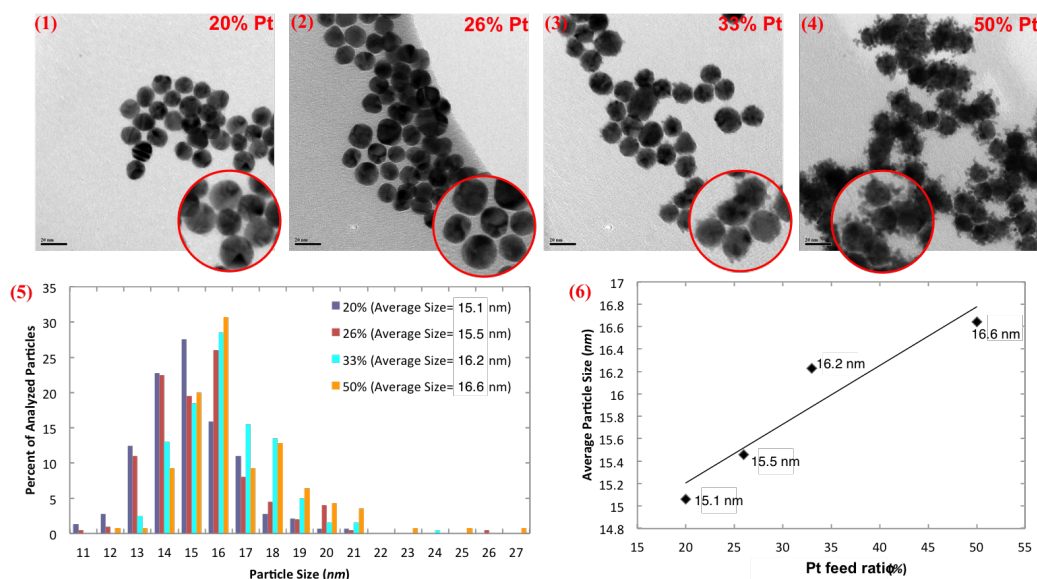 (1) 20% Pt
20 nm
(2) 26% Pt
20 nm
(3) 33% Pt
20 nm
(4) 50% Pt
20 nm
(5)
Percent of Analyzed Particles
35
30
25
20
15
10
5
0
20% (Average Size= 15.1 nm)
26% (Average Size= 15.5 nm)
33% (Average Size= 16.2 nm)
50% (Average Size= 16.6 nm)
11 12 13 14 15 16 17 18 19 20 21 22 23 24 25 26 27
Particle Size (nm)
(6)
Average Particle Size (nm)
17
16.8
16.6
16.4
16.2
16
15.8
15.6
15.4
15.2
15
14.8
16.6 nm
16.2 nm
15.5 nm
15.1 nm
15 20 25 30 35 40 45 50 55
Pt feed ratio(%)